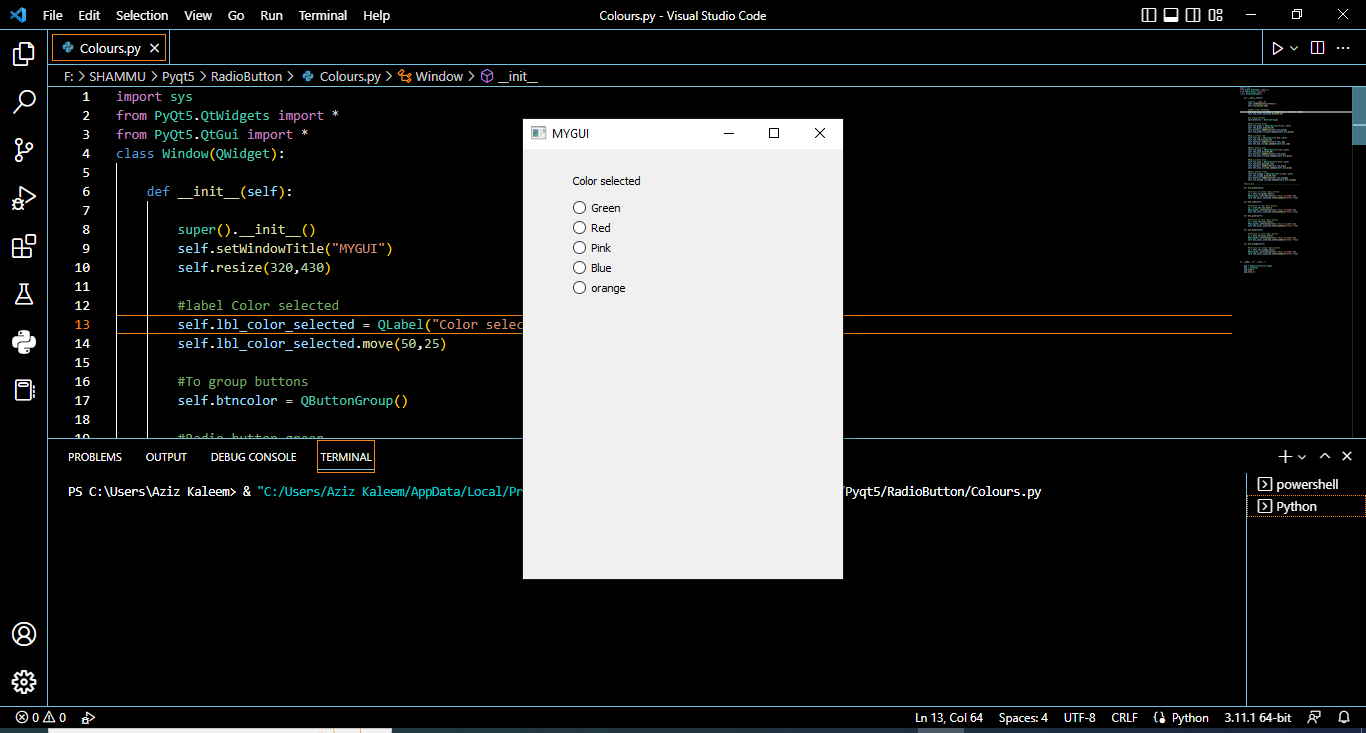 File Edit Selection View Go Run Terminal Help
Colours.py - Visual Studio Code
Colours.py
F: > SHAMMU > Pyqt5 > RadioButton > Colours.py > Window > __init__
1 import sys
2 from PyQt5.QtWidgets import *
3 from PyQt5.QtGui import *
4 class Window(QWidget):
5
6 def __init__(self):
7
8 super().__init__()
9 self.setWindowTitle("MYGUI")
10 self.resize(320,430)
11
12 #label Color selected
13 self.lbl_color_selected = QLabel("Color selec
14 self.lbl_color_selected.move(50,25)
15
16 #To group buttons
17 self.btncolor = QButtonGroup()
18
19 #Radio button green
MYGUI
Color selected
Green
Red
Pink
Blue
orange
PROBLEMS OUTPUT DEBUG CONSOLE TERMINAL
PS C:\Users\Aziz Kaleem> & "C:/Users/Aziz Kaleem/AppData/Local/Pr
/Pyqt5/RadioButton/Colours.py
powershell
Python
0 0
Ln 13, Col 64 Spaces: 4 UTF-8 CRLF Python 3.11.1 64-bit